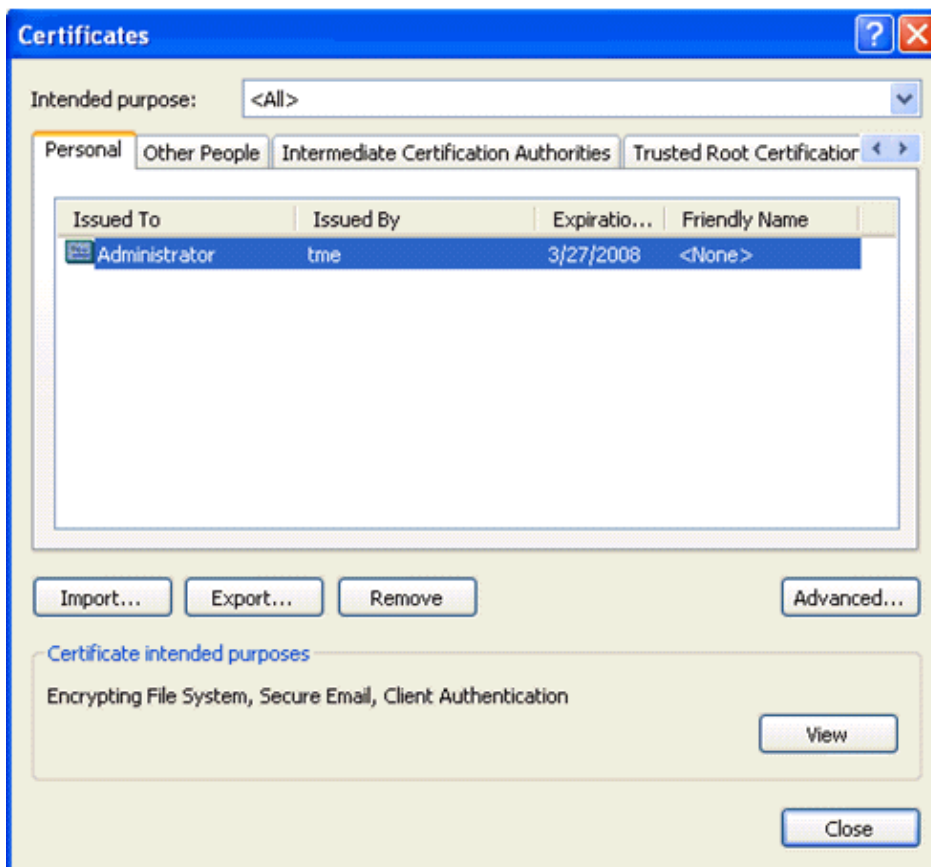 Certificates
Intended purpose: <All>
Personal Other People Intermediate Certification Authorities Trusted Root Certification
Issued To Issued By Expiratio... Friendly Name
Administrator tme 3/27/2008 <None>
Import... Export... Remove Advanced...
Certificate intended purposes
Encrypting File System, Secure Email, Client Authentication
View
Close